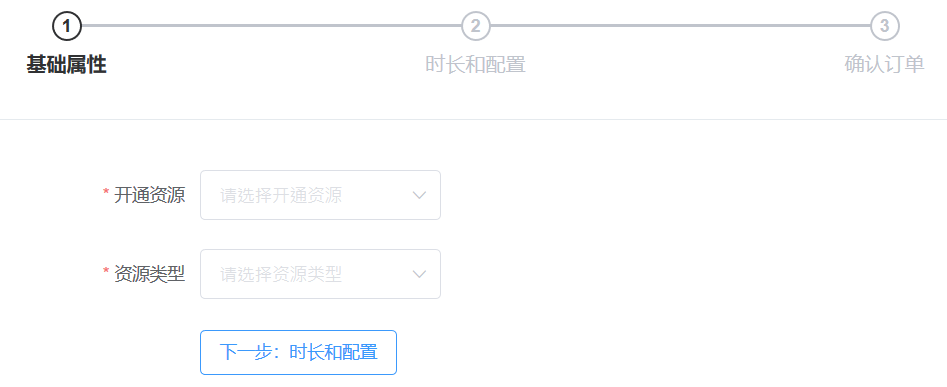 1 2 3
基础属性 时长和配置 确认订单
* 开通资源 请选择开通资源
* 资源类型 请选择资源类型
下一步：时长和配置